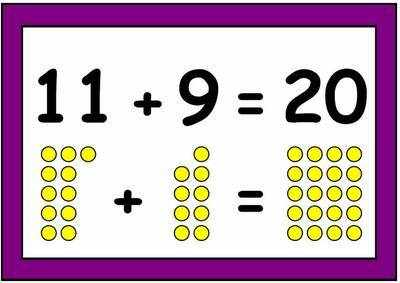 11 + 9 = 20
+ =